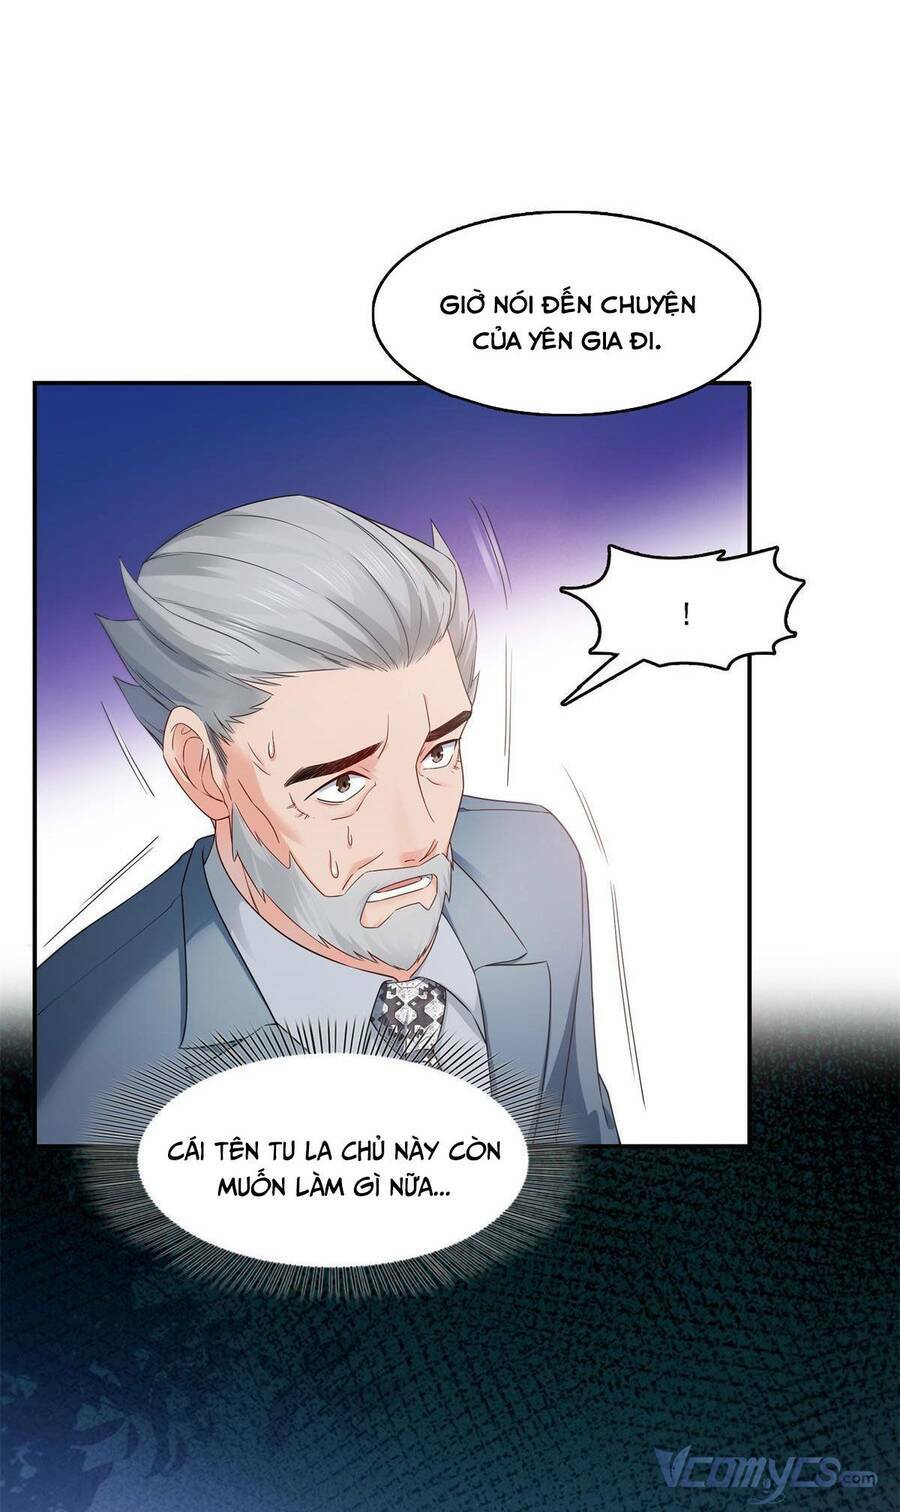 GIỜ NÓI ĐẾN CHUYỆN
CỦA YÊN GIA ĐI.
!
CÁI TÊN TU LA CHỦ NÀY CÒN
MUỐN LÀM GÌ NỮA...
VCOMYCS.com